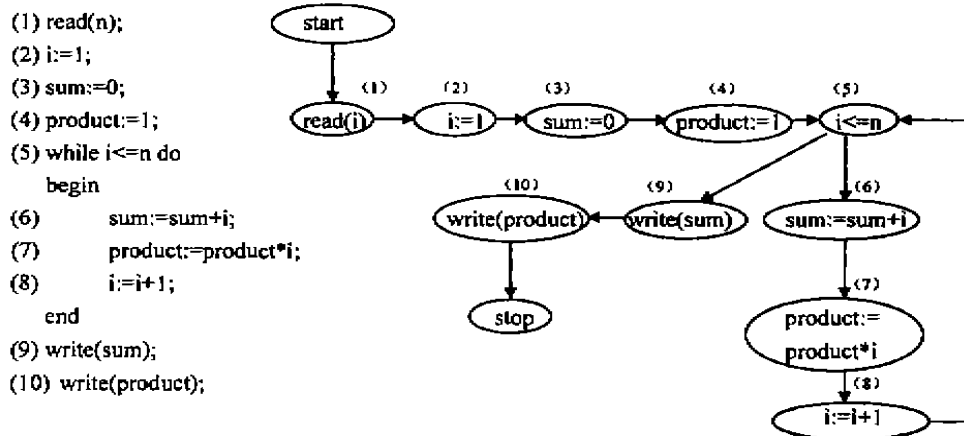 (1) read(n);
(2) i:=1;
(3) sum:=0;
(4) product:=1;
(5) while i<=n do
begin
(6) sum:=sum+i;
(7) product:=product*i;
(8) i:=i+1;
end
(9) write(sum);
(10) write(product);
start
(1) (2) (3) (4) (5)
read(i) i:=1 sum:=0 product:=1 i<=n
(10) (9) (6)
write(product) write(sum) sum:=sum+i
(7)
stop
product:=
product*i
(8)
i:=i+1